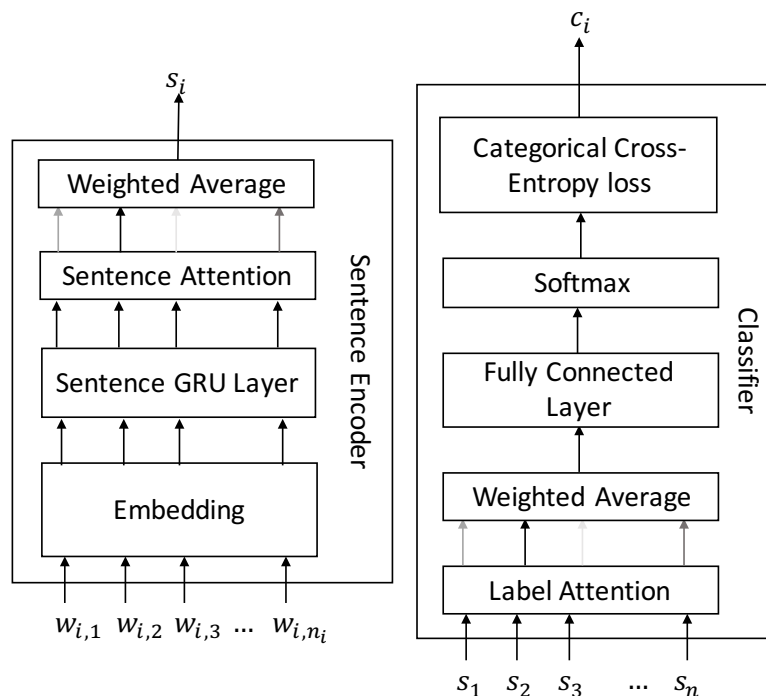 s_i
Weighted Average
Sentence Attention
Sentence GRU Layer
Embedding
Sentence Encoder
w_{i,1} w_{i,2} w_{i,3} ... w_{i,n_i}
c_i
Categorical Cross-
Entropy loss
Softmax
Fully Connected
Layer
Weighted Average
Label Attention
Classifier
s_1 s_2 s_3 ... s_n